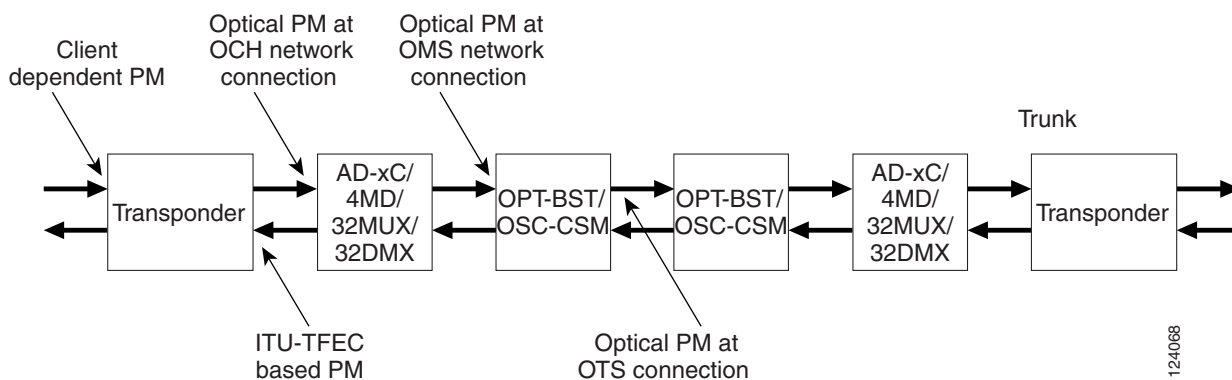 Client
dependent PM
Optical PM at
OCH network
connection
Optical PM at
OMS network
connection
Trunk
Transponder
AD-xC/
4MD/
32MUX/
32DMX
OPT-BST/
OSC-CSM
OPT-BST/
OSC-CSM
AD-xC/
4MD/
32MUX/
32DMX
Transponder
ITU-TFEC
based PM
Optical PM at
OTS connection
124068